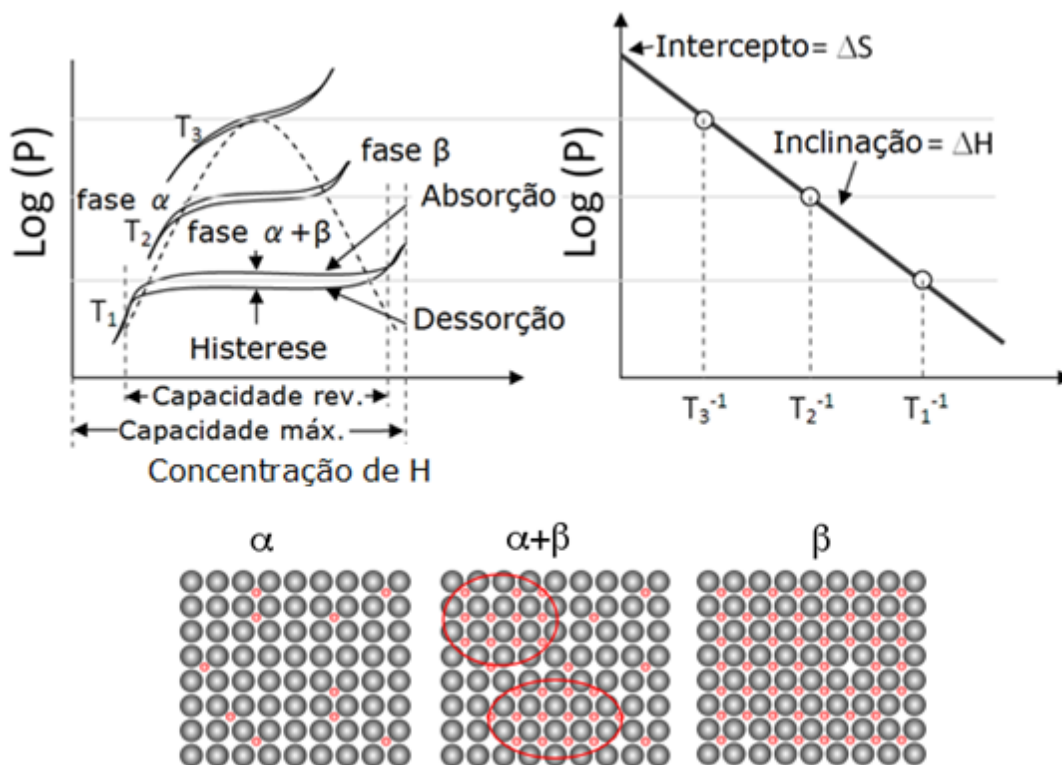 Log (P)
T3
fase α
T2
fase α+β
T1
Histerese
fase β
Absorção
Dessorção
Capacidade rev.
Capacidade máx.
Concentração de H
Log (P)
Intercepto= ΔS
Inclinação= ΔH
T3-1
T2-1
T1-1
α
α+β
β